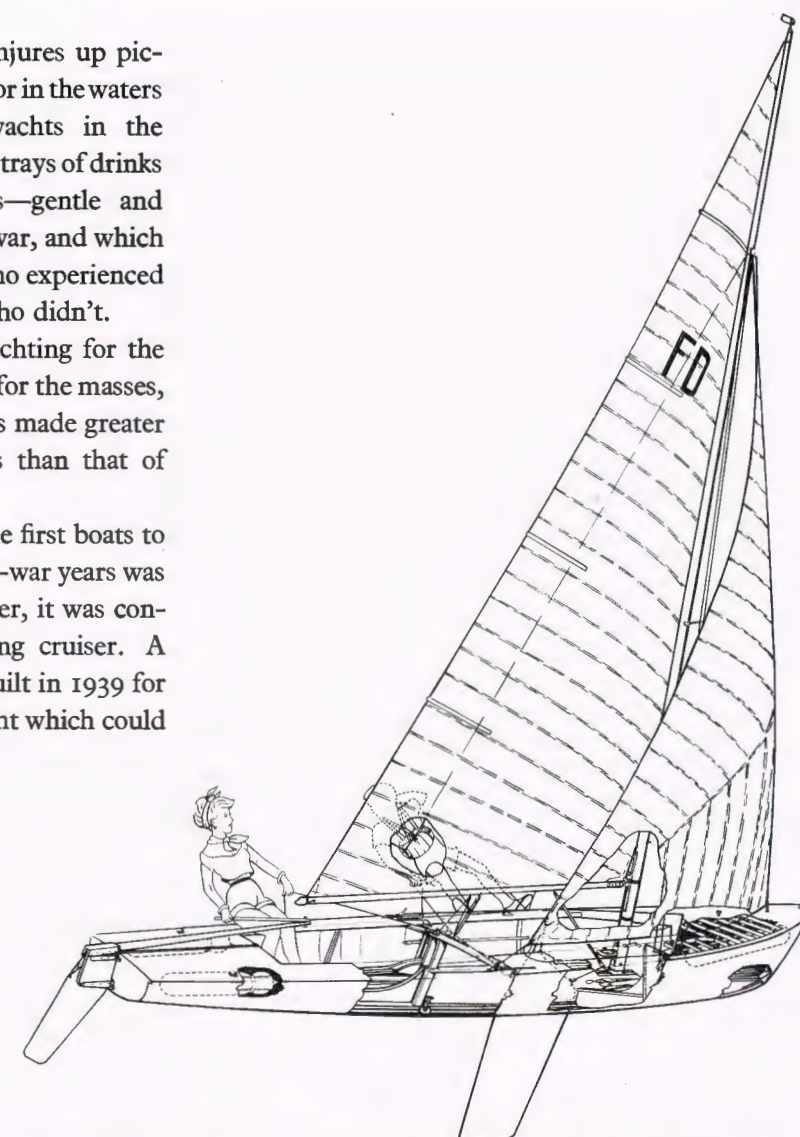 njures up pic-
or in the waters
yachts in the
trays of drinks
s—gentle and
war, and which
no experienced
ho didn't.
chting for the
for the masses,
s made greater
s than that of
e first boats to
-war years was
er, it was con-
ng cruiser. A
uilt in 1939 for
nt which could
FD